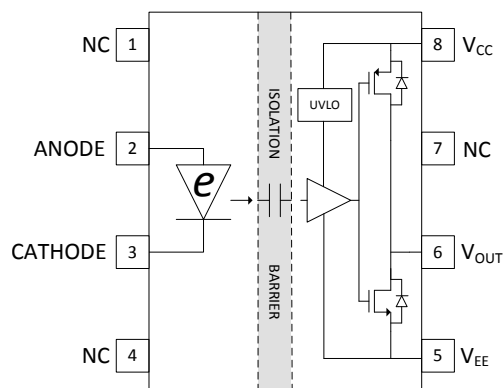 NC 1
8 VCC
ISOLATION
UVLO
ANODE 2
7 NC
e
CATHODE 3
6 VOUT
BARRIER
NC 4
5 VEE